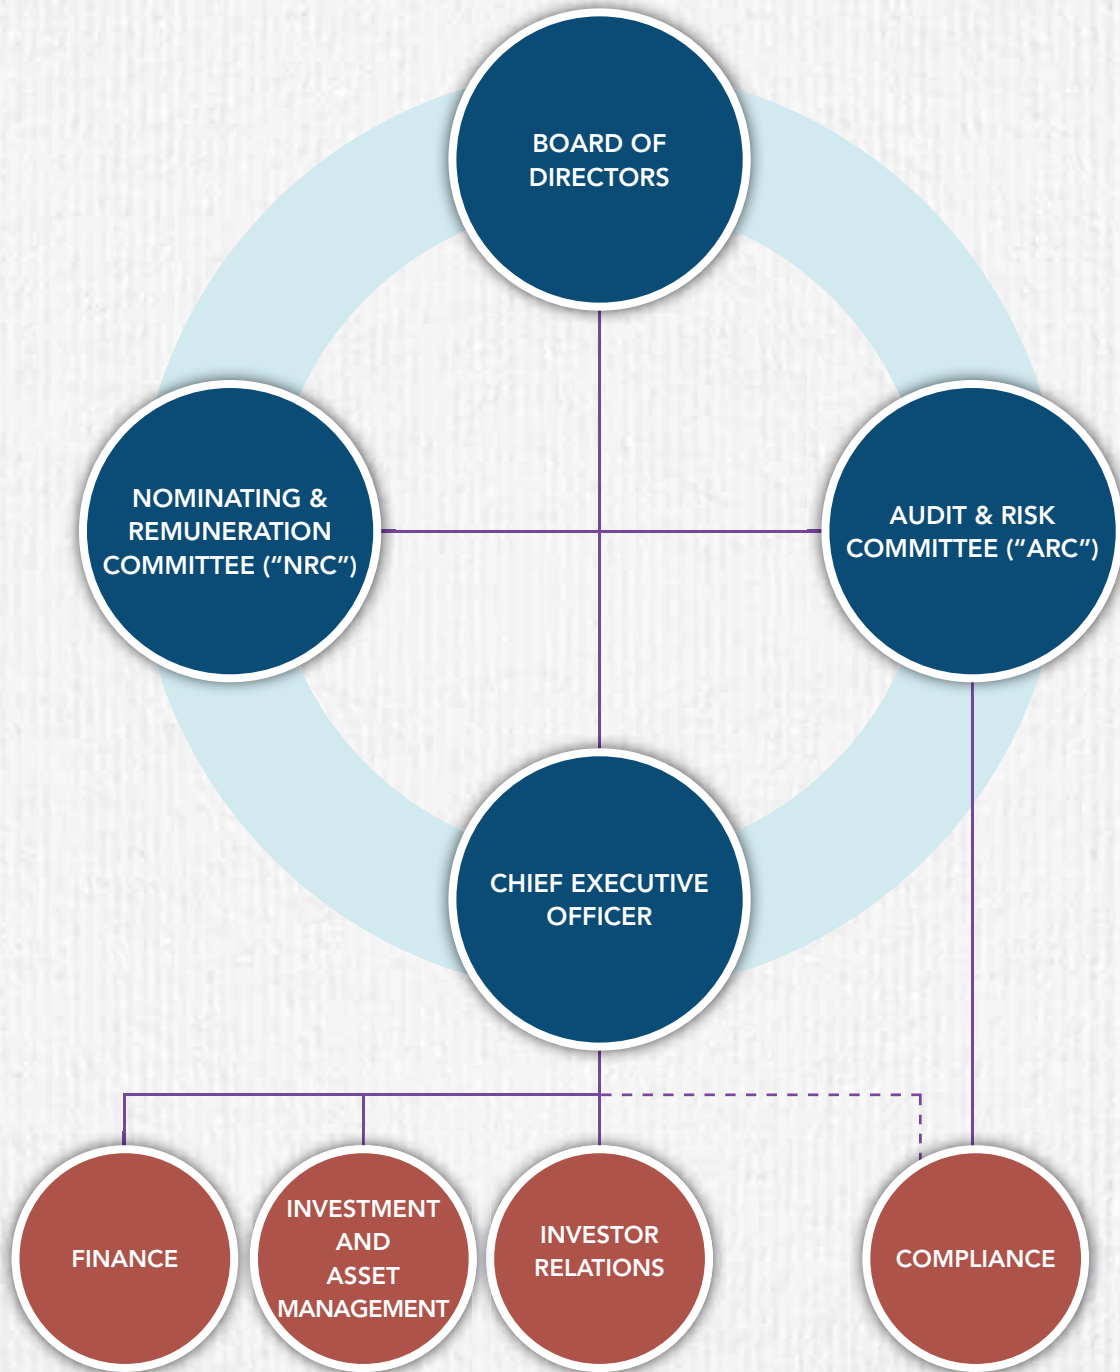 BOARD OF
DIRECTORS
NOMINATING &
REMUNERATION
COMMITTEE (“NRC”)
AUDIT & RISK
COMMITTEE (“ARC”)
CHIEF EXECUTIVE
OFFICER
FINANCE
INVESTMENT
AND
ASSET
MANAGEMENT
INVESTOR
RELATIONS
COMPLIANCE